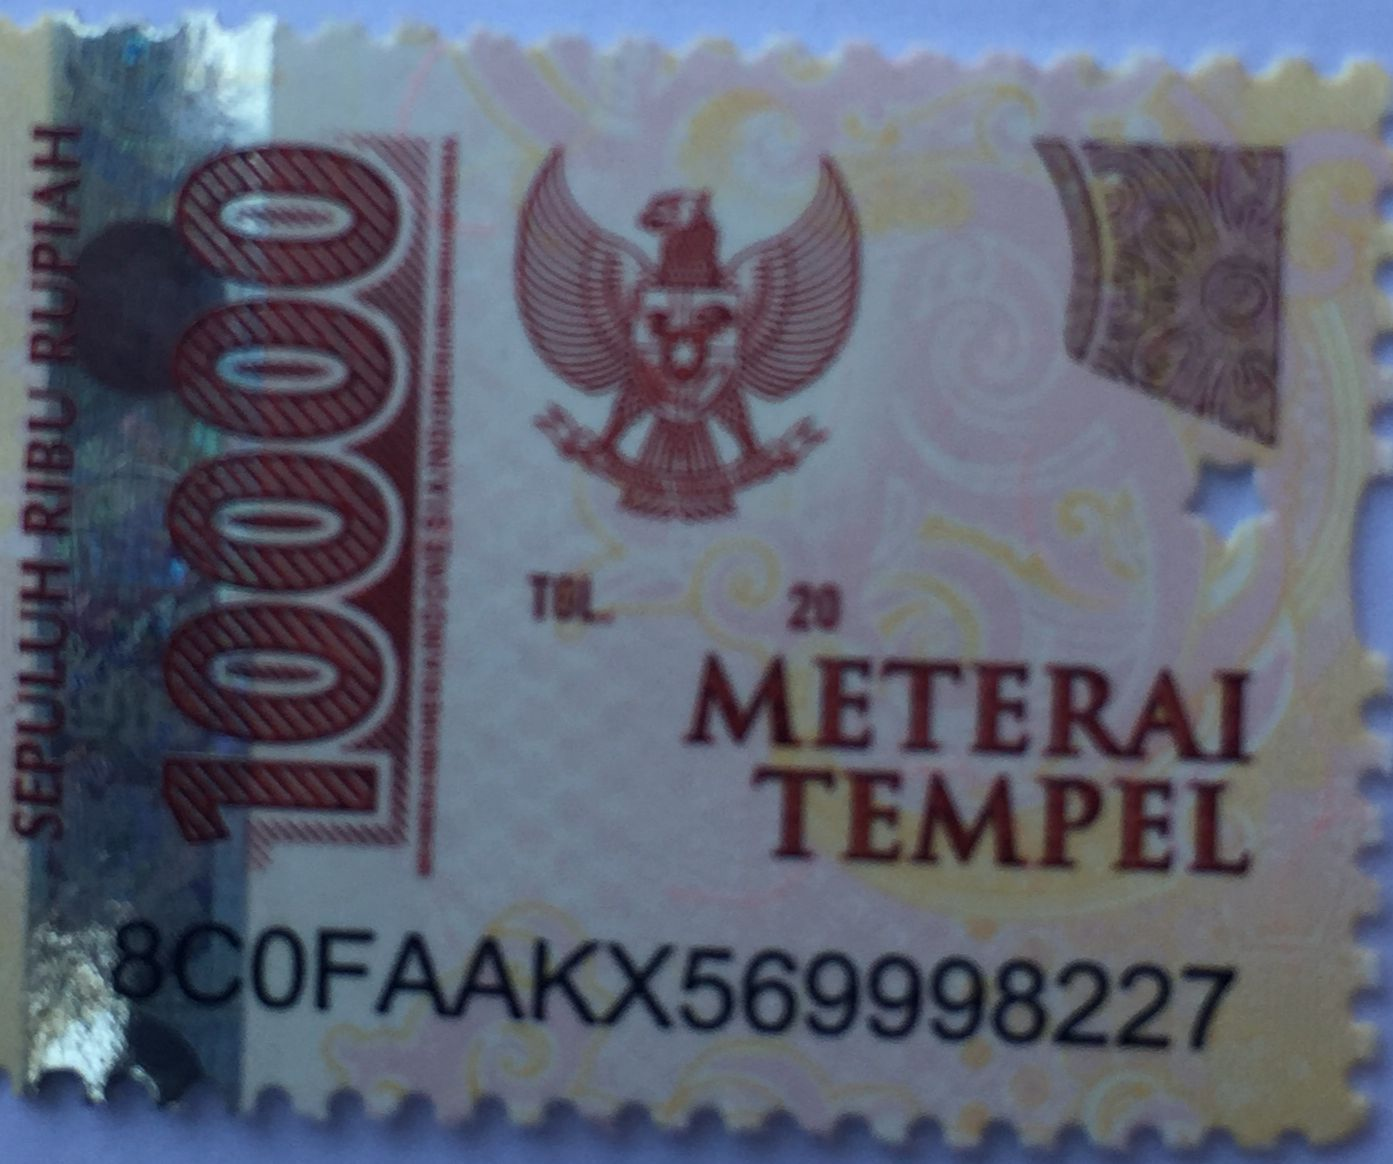 SEPULUH RIBU RUPIAH
10000
TGL. 20
METERAI
TEMPEL
8C0FAAKX569998227